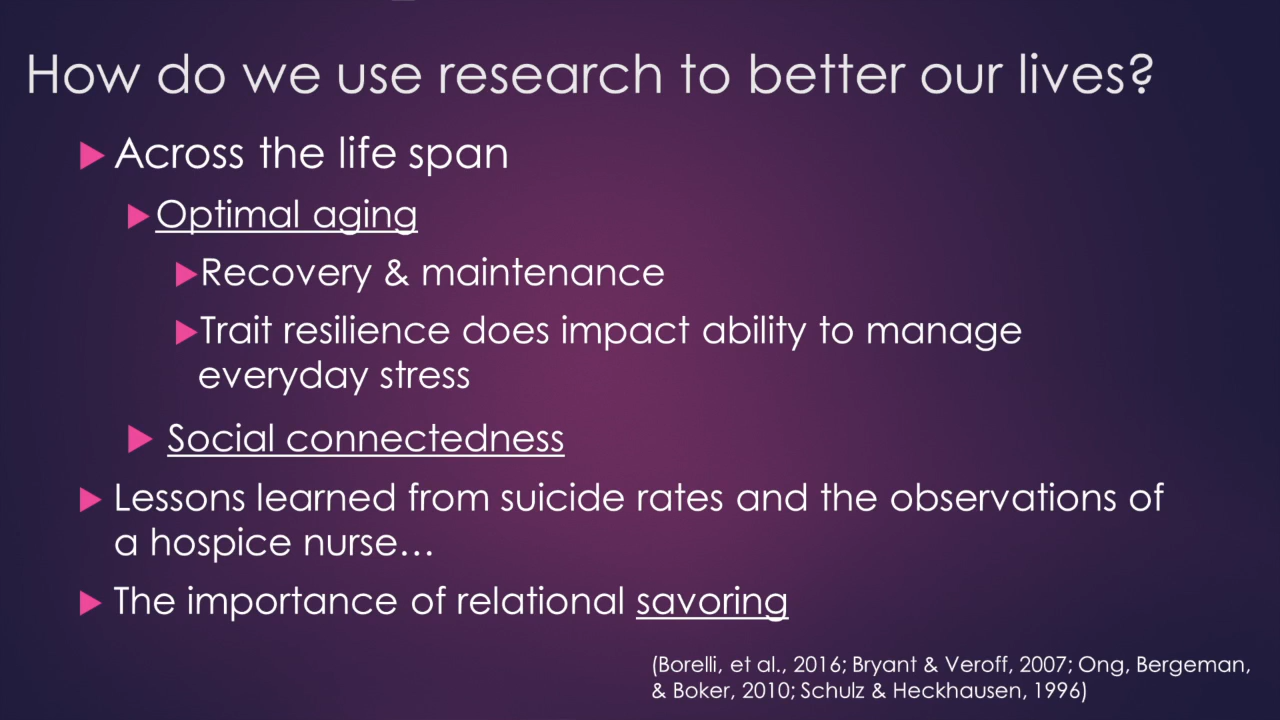 How do we use research to better our lives?
Across the life span
Optimal aging
Recovery & maintenance
Trait resilience does impact ability to manage
everyday stress
Social connectedness
Lessons learned from suicide rates and the observations of
a hospice nurse…
The importance of relational savoring
(Borelli, et al., 2016; Bryant & Veroff, 2007; Ong, Bergeman,
& Boker, 2010; Schulz & Heckhausen, 1996)